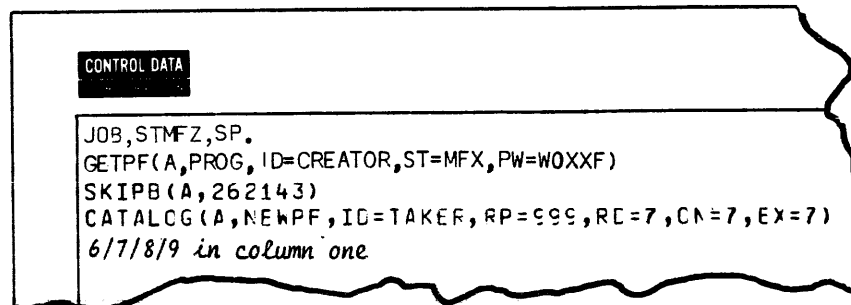 CONTROL DATA
JOB,STMFZ,SP.
GETPF(A,PROG,ID=CREATOR,ST=MFX,PW=WOXXF)
SKIPB(A,262143)
CATALOG(A,NEWPF,ID=TAKER,RP=999,RD=7,CN=7,EX=7)
6/7/8/9 in column one